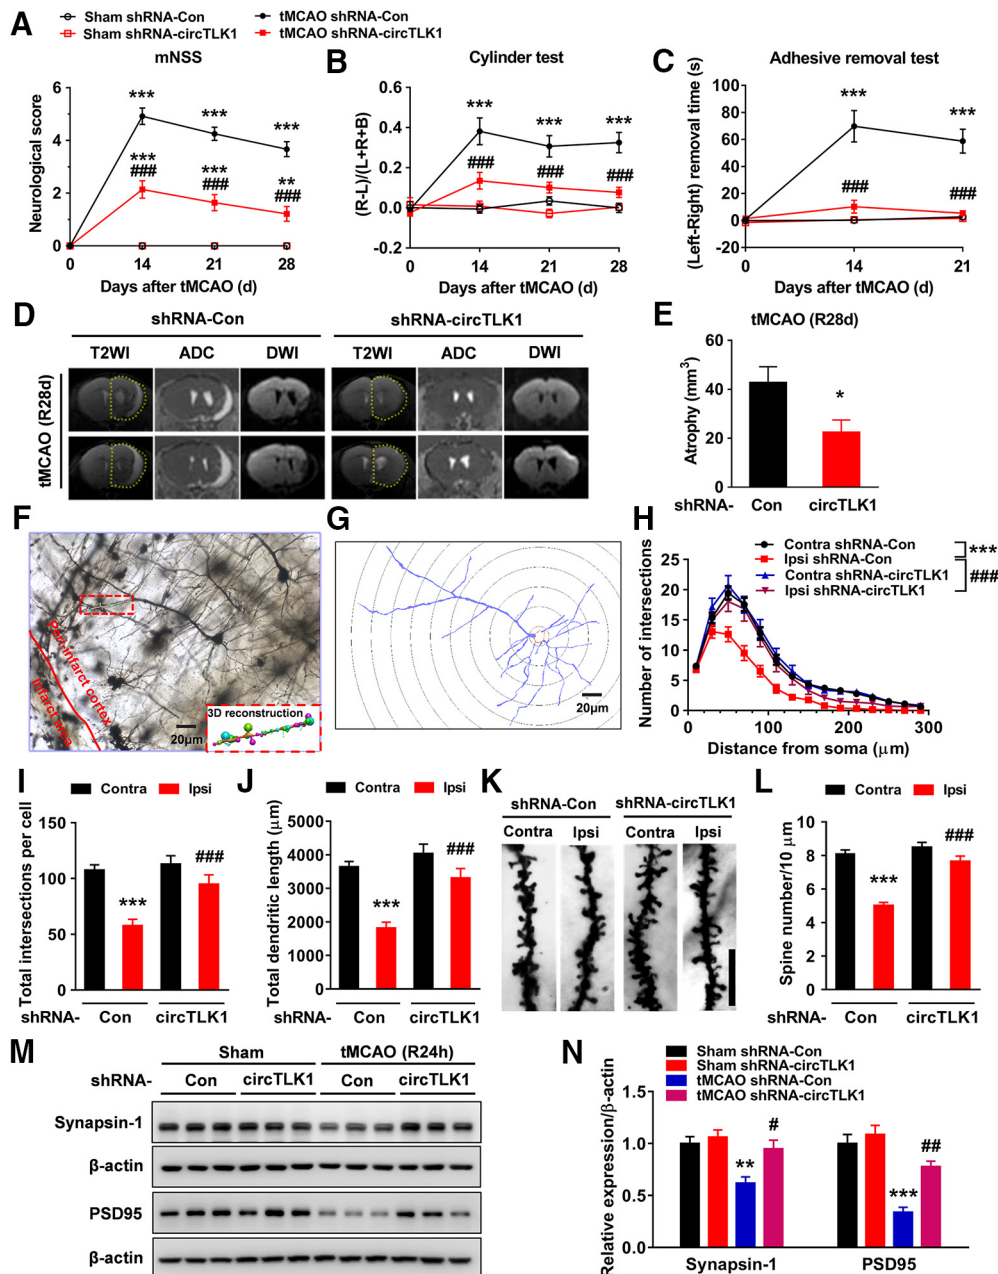 A
Sham shRNA-Con
Sham shRNA-circTLK1
tMCAO shRNA-Con
tMCAO shRNA-circTLK1
mNSS
Neurological score
6
4
2
0
***
***
***
***
###
***
###
**
###
0 14 21 28
Days after tMCAO (d)
B
Cylinder test
(R-L)/(L+R+B)
0.6
0.4
0.2
0.0
-0.2
***
***
***
###
###
###
0 14 21 28
Days after tMCAO (d)
C
Adhesive removal test
(Left-Right) removal time (s)
100
80
60
40
20
0
-20
***
***
###
###
0 14 21
Days after tMCAO (d)
D
shRNA-Con shRNA-circTLK1
T2WI ADC DWI T2WI ADC DWI
tMCAO (R28d)
E
tMCAO (R28d)
Atrophy (mm³)
60
40
20
0
*
shRNA- Con circTLK1
F
Peri-infarct cortex
Infarct area
20μm
3D reconstruction
G
20μm
H
Contra shRNA-Con
Ipsi shRNA-Con
Contra shRNA-circTLK1
Ipsi shRNA-circTLK1
***
###
Number of intersections
25
20
15
10
5
0
0 100 200 300
Distance from soma (μm)
I
Contra Ipsi
Total intersections per cell
150
100
50
0
***
###
shRNA- Con circTLK1
J
Contra Ipsi
Total dendritic length (μm)
5000
4000
3000
2000
1000
0
***
###
shRNA- Con circTLK1
K
shRNA-Con shRNA-circTLK1
Contra Ipsi Contra Ipsi
L
Contra Ipsi
Spine number/10 μm
10
8
6
4
2
0
***
###
shRNA- Con circTLK1
M
Sham tMCAO (R24h)
shRNA- Con circTLK1 Con circTLK1
Synapsin-1
β-actin
PSD95
β-actin
N
Sham shRNA-Con
Sham shRNA-circTLK1
tMCAO shRNA-Con
tMCAO shRNA-circTLK1
Relative expression/β-actin
1.5
1.0
0.5
0.0
**
#
***
##
Synapsin-1 PSD95